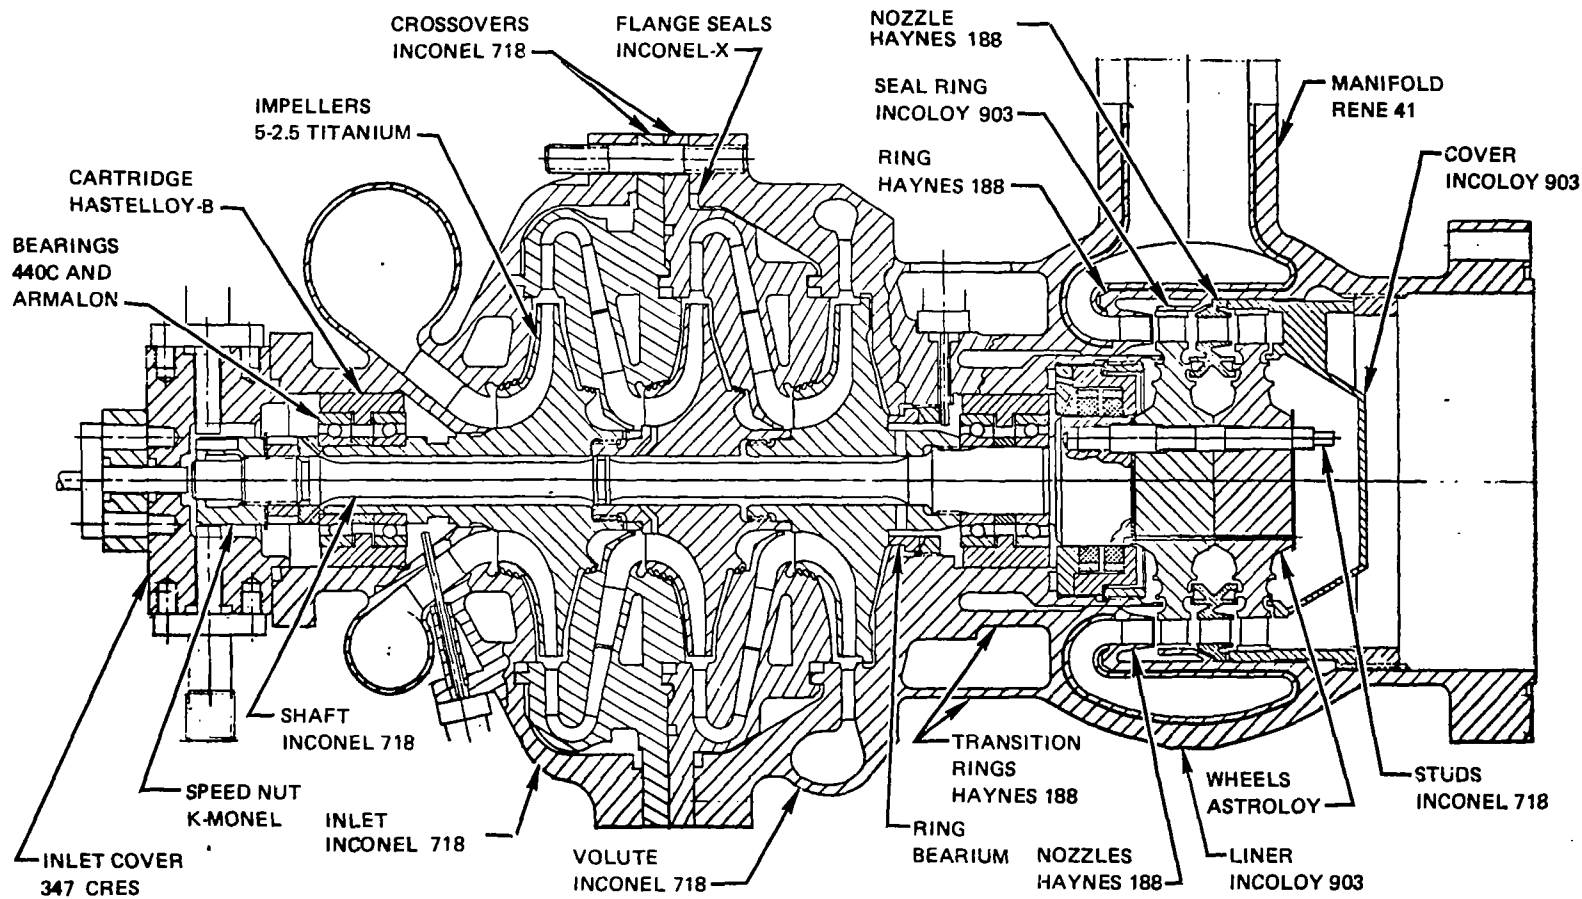 CROSSOVERS
INCONEL 718
FLANGE SEALS
INCONEL-X
NOZZLE
HAYNES 188
SEAL RING
INCOLOY 903
MANIFOLD
RENE 41
IMPELLERS
5-2.5 TITANIUM
RING
HAYNES 188
COVER
INCOLOY 903
CARTRIDGE
HASTELLOY-B
BEARINGS
440C AND
ARMALON
SHAFT
INCONEL 718
SPEED NUT
K-MONEL
INLET
INCONEL 718
INLET COVER
347 CRES
VOLUTE
INCONEL 718
TRANSITION
RINGS
HAYNES 188
RING
BEARIUM
NOZZLES
HAYNES 188
WHEELS
ASTROLOY
STUDS
INCONEL 718
LINER
INCOLOY 903